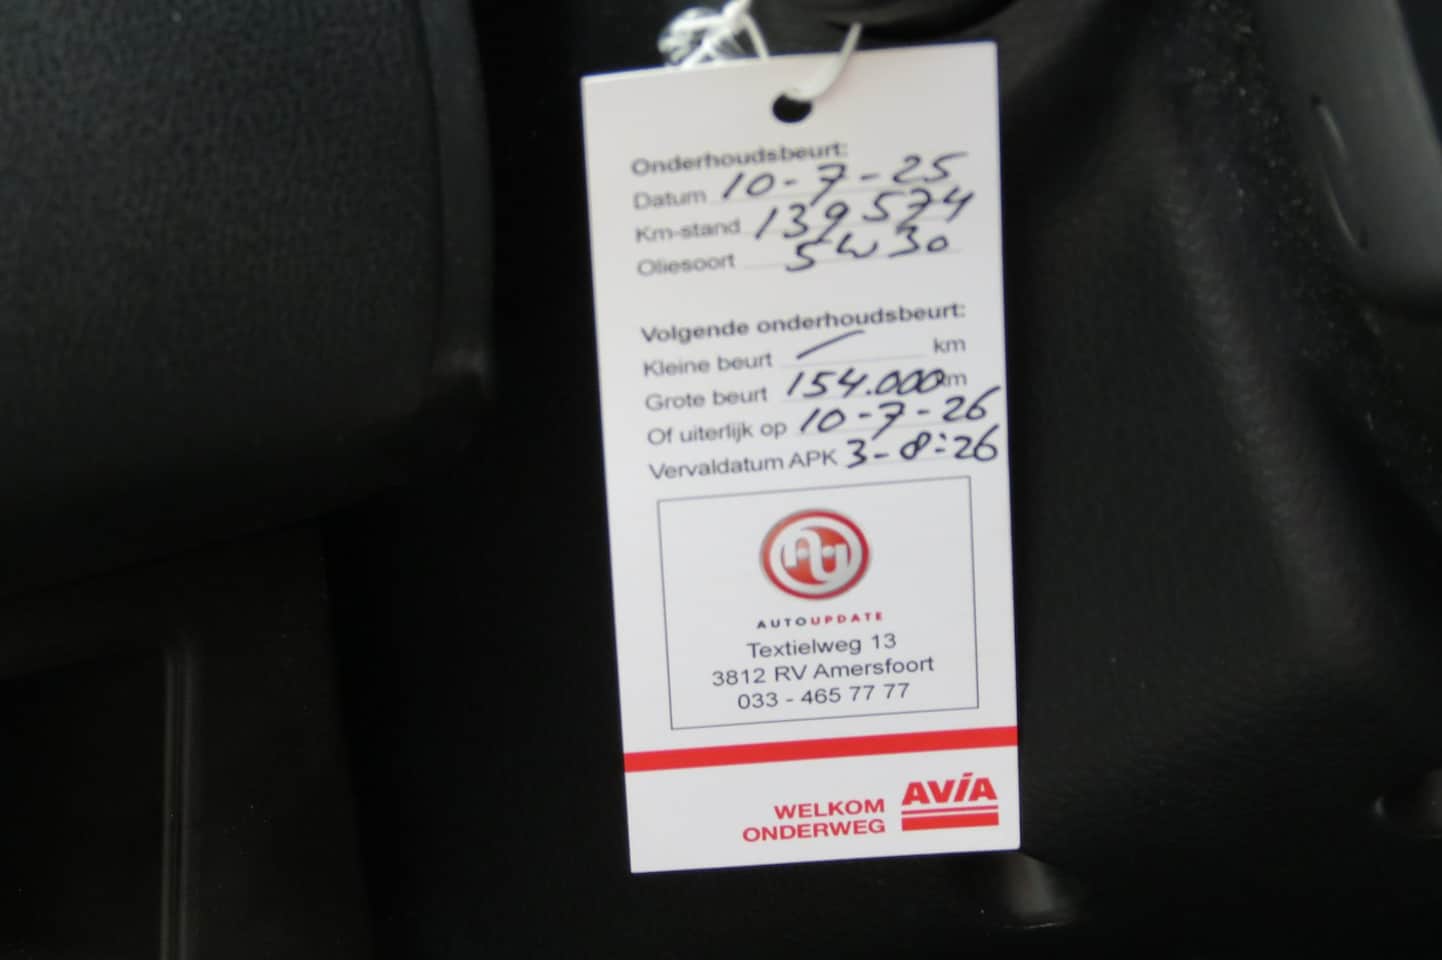 Onderhoudsbeurt:
Datum 10-7-25
Km-stand 139574
Oliesoort 5W30
Volgende onderhoudsbeurt:
Kleine beurt — km
Grote beurt 154.000 km
Of uiterlijk op 10-7-26
Vervaldatum APK 3-8-26
AUTOUPDATE
Textielweg 13
3812 RV Amersfoort
033 - 465 77 77
WELKOM
ONDERWEG
AVIA